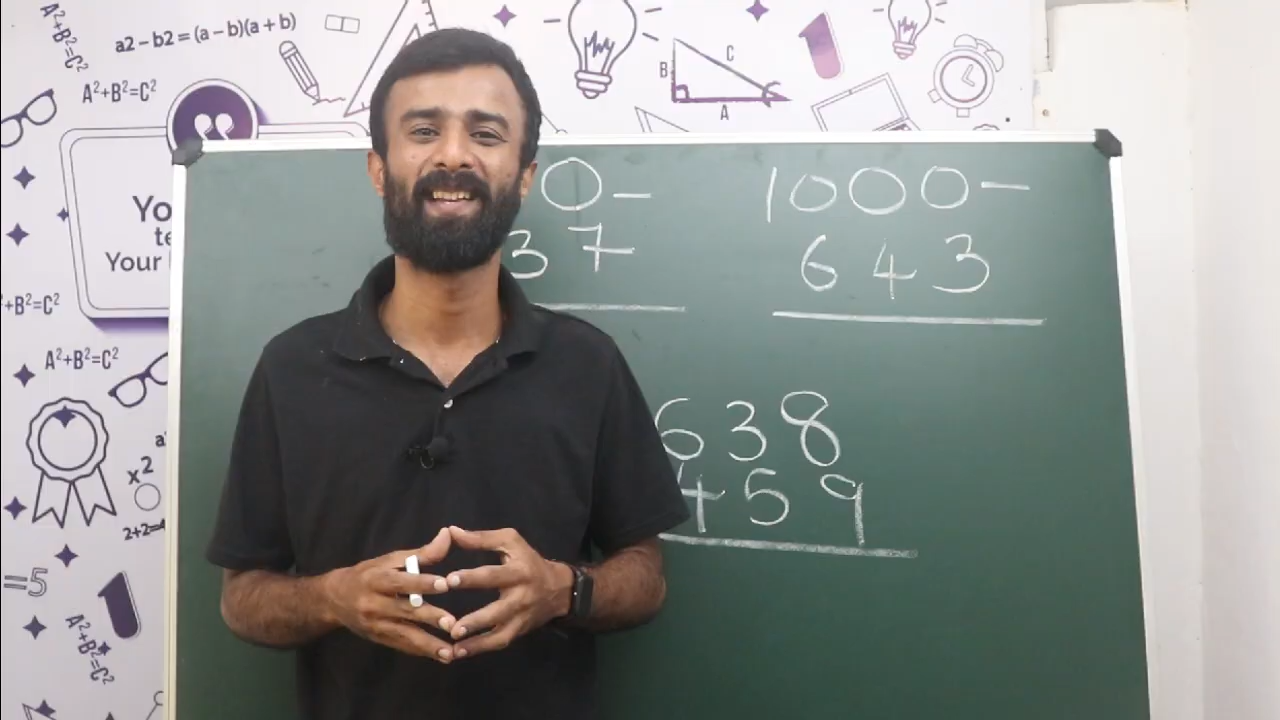 A²+B²=C²
a2 – b2 = (a – b)(a + b)
A²+B²=C²
B
C
A
Yo
te
Your
+B²=C²
A²+B²=C²
x²
2+2=4
=5
A²+B²=C²
0 –
37
1000 –
643
638
459